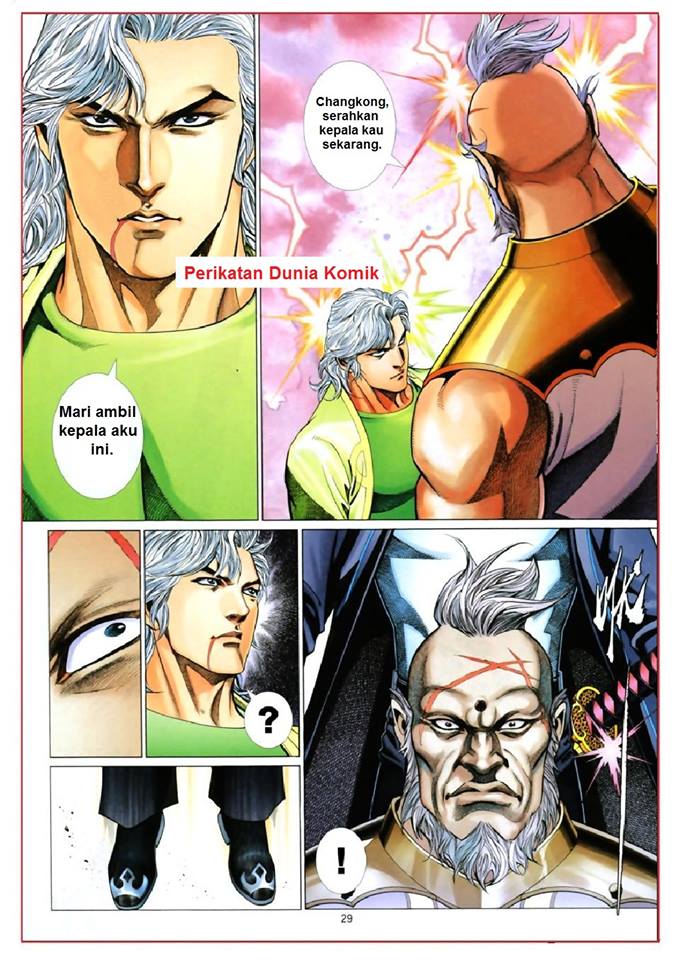 Changkong,
serahkan
kepala kau
sekarang.
Perikatan Dunia Komik
Mari ambil
kepala aku
ini.
?
!
29